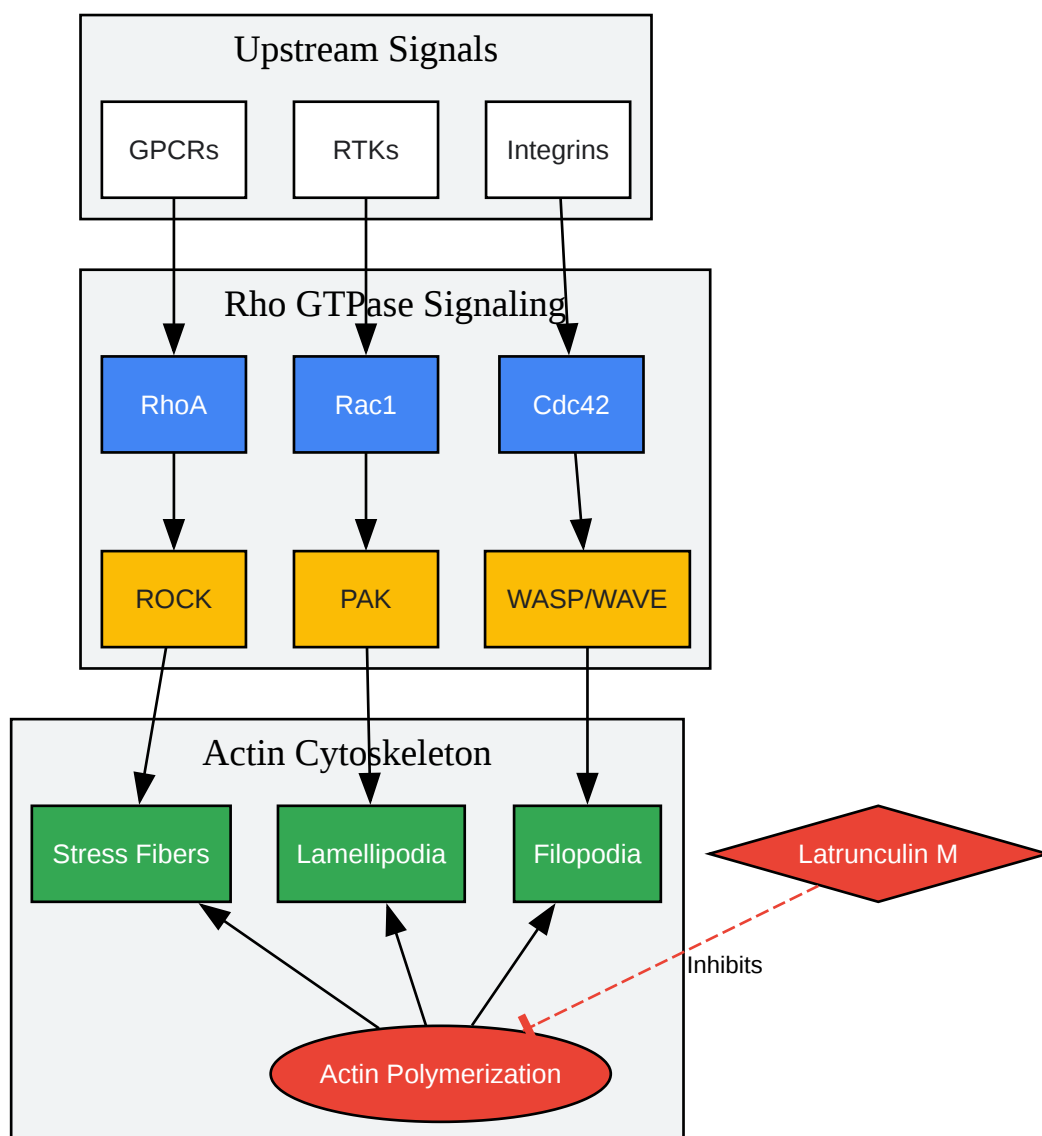 Upstream Signals
GPCRs
RTKs
Integrins
Rho GTPase Signaling
RhoA
Rac1
Cdc42
ROCK
PAK
WASP/WAVE
Actin Cytoskeleton
Stress Fibers
Lamellipodia
Filopodia
Latrunculin M
Inhibits
Actin Polymerization